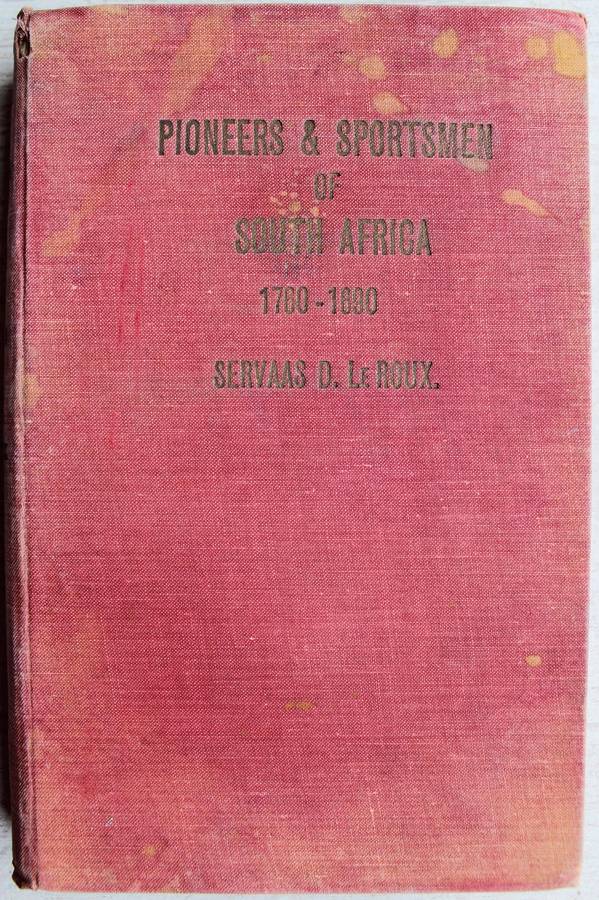 PIONEERS & SPORTSMEN
OF
SOUTH AFRICA
1760-1890
SERVAAS D. LE ROUX.